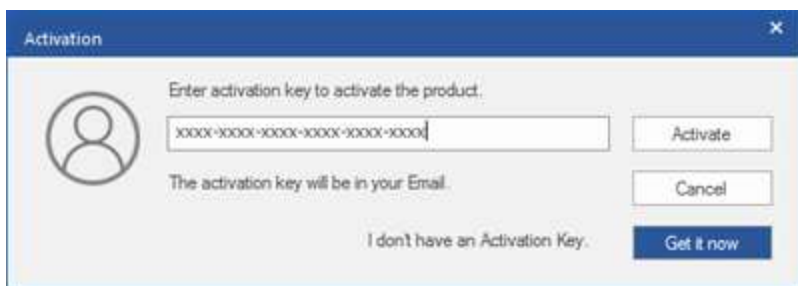 Activation
Enter activation key to activate the product.
xxxx-xxxx-xxxx-xxxx-xxxx-xxxx
Activate
The activation key will be in your Email.
Cancel
I don't have an Activation Key.
Get it now